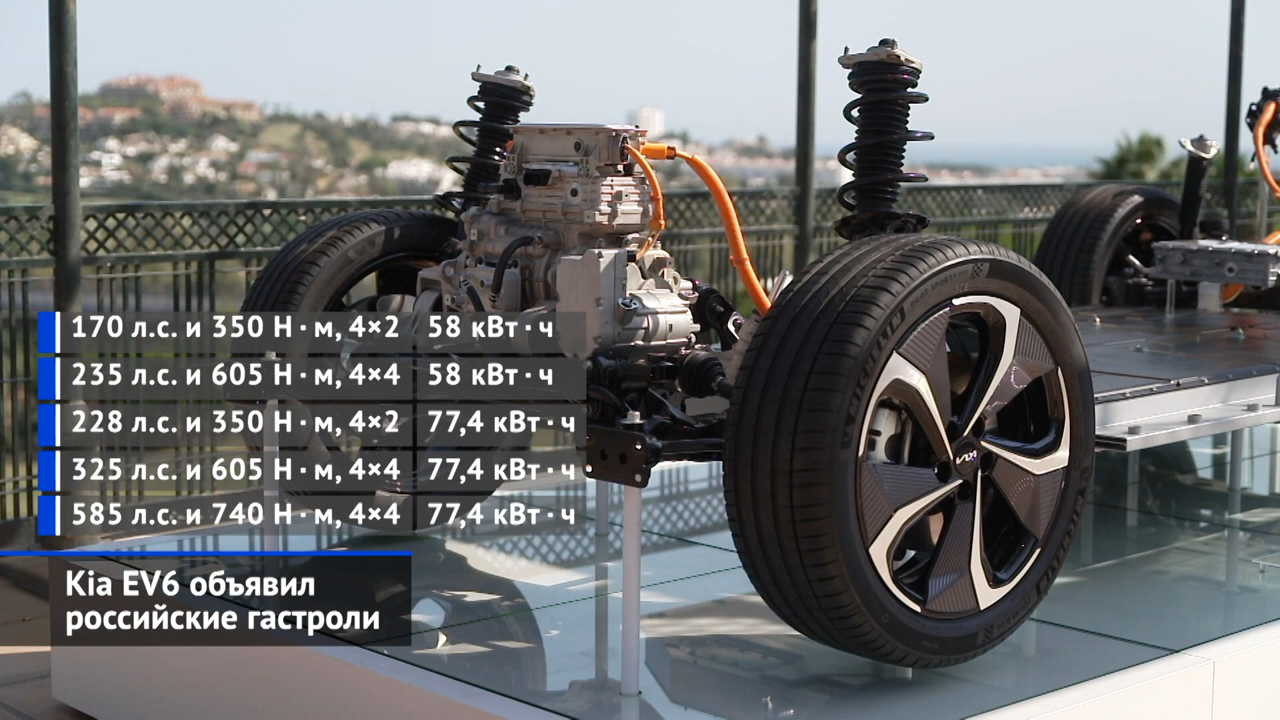 170 л.с. и 350 Н·м, 4×2 58 кВт·ч
235 л.с. и 605 Н·м, 4×4 58 кВт·ч
228 л.с. и 350 Н·м, 4×2 77,4 кВт·ч
325 л.с. и 605 Н·м, 4×4 77,4 кВт·ч
585 л.с. и 740 Н·м, 4×4 77,4 кВт·ч
Kia EV6 объявил
российские гастроли
KIA